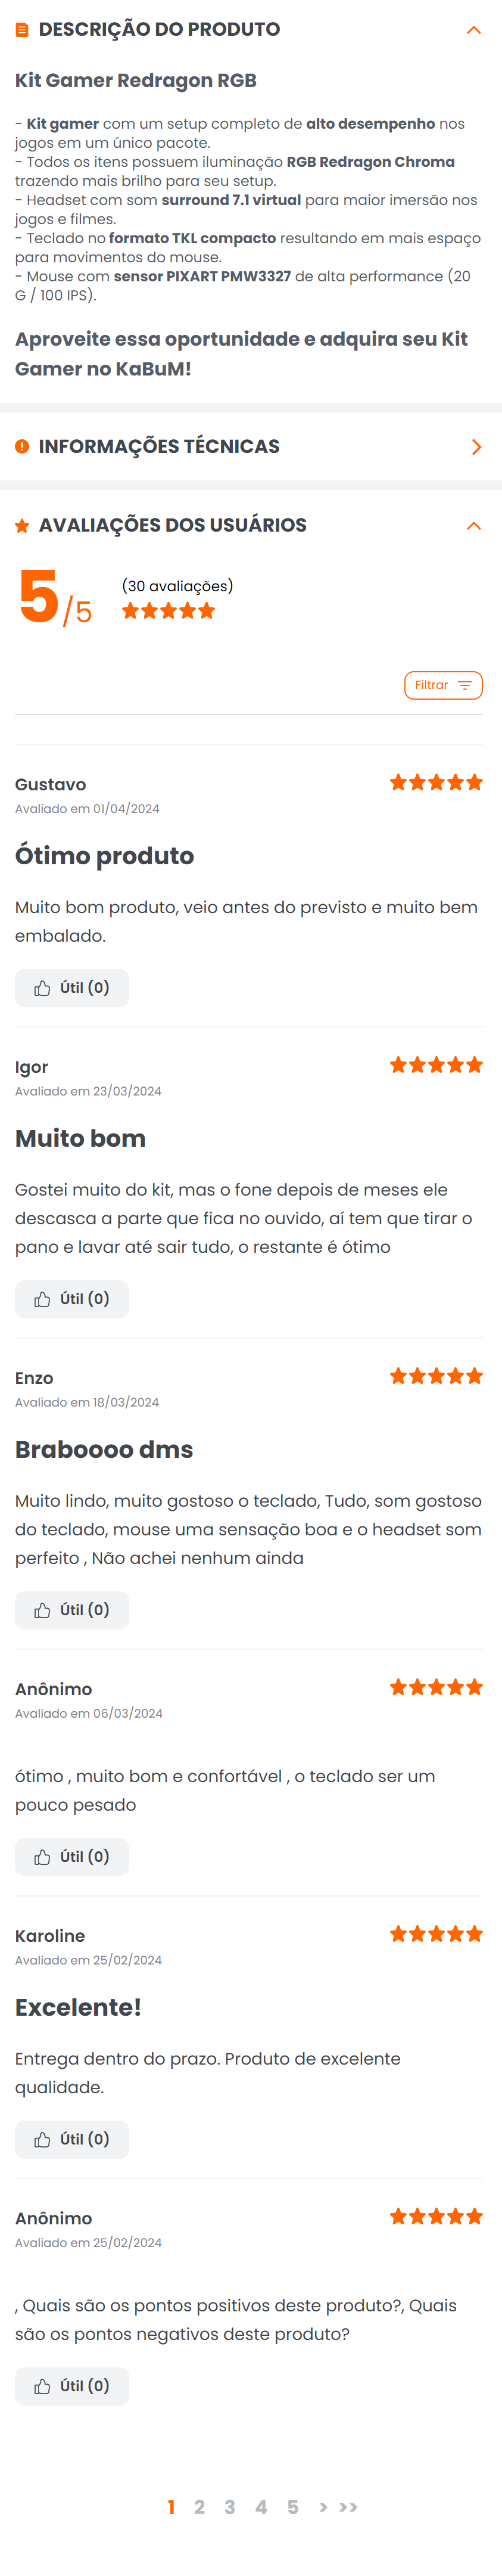 DESCRIÇÃO DO PRODUTO
Kit Gamer Redragon RGB
- Kit gamer com um setup completo de alto desempenho nos
jogos em um único pacote.
- Todos os itens possuem iluminação RGB Redragon Chroma
trazendo mais brilho para seu setup.
- Headset com som surround 7.1 virtual para maior imersão nos
jogos e filmes.
- Teclado no formato TKL compacto resultando em mais espaço
para movimentos do mouse.
- Mouse com sensor PIXART PMW3327 de alta performance (20
G / 100 IPS).
Aproveite essa oportunidade e adquira seu Kit
Gamer no KaBuM!
INFORMAÇÕES TÉCNICAS
AVALIAÇÕES DOS USUÁRIOS
5/5
(30 avaliações)
Filtrar
Gustavo
Avaliado em 01/04/2024
Ótimo produto
Muito bom produto, veio antes do previsto e muito bem
embalado.
Útil (0)
Igor
Avaliado em 23/03/2024
Muito bom
Gostei muito do kit, mas o fone depois de meses ele
descasca a parte que fica no ouvido, aí tem que tirar o
pano e lavar até sair tudo, o restante é ótimo
Útil (0)
Enzo
Avaliado em 18/03/2024
Braboooo dms
Muito lindo, muito gostoso o teclado, Tudo, som gostoso
do teclado, mouse uma sensação boa e o headset som
perfeito , Não achei nenhum ainda
Útil (0)
Anônimo
Avaliado em 06/03/2024
ótimo , muito bom e confortável , o teclado ser um
pouco pesado
Útil (0)
Karoline
Avaliado em 25/02/2024
Excelente!
Entrega dentro do prazo. Produto de excelente
qualidade.
Útil (0)
Anônimo
Avaliado em 25/02/2024
, Quais são os pontos positivos deste produto?, Quais
são os pontos negativos deste produto?
Útil (0)
1 2 3 4 5 > >>